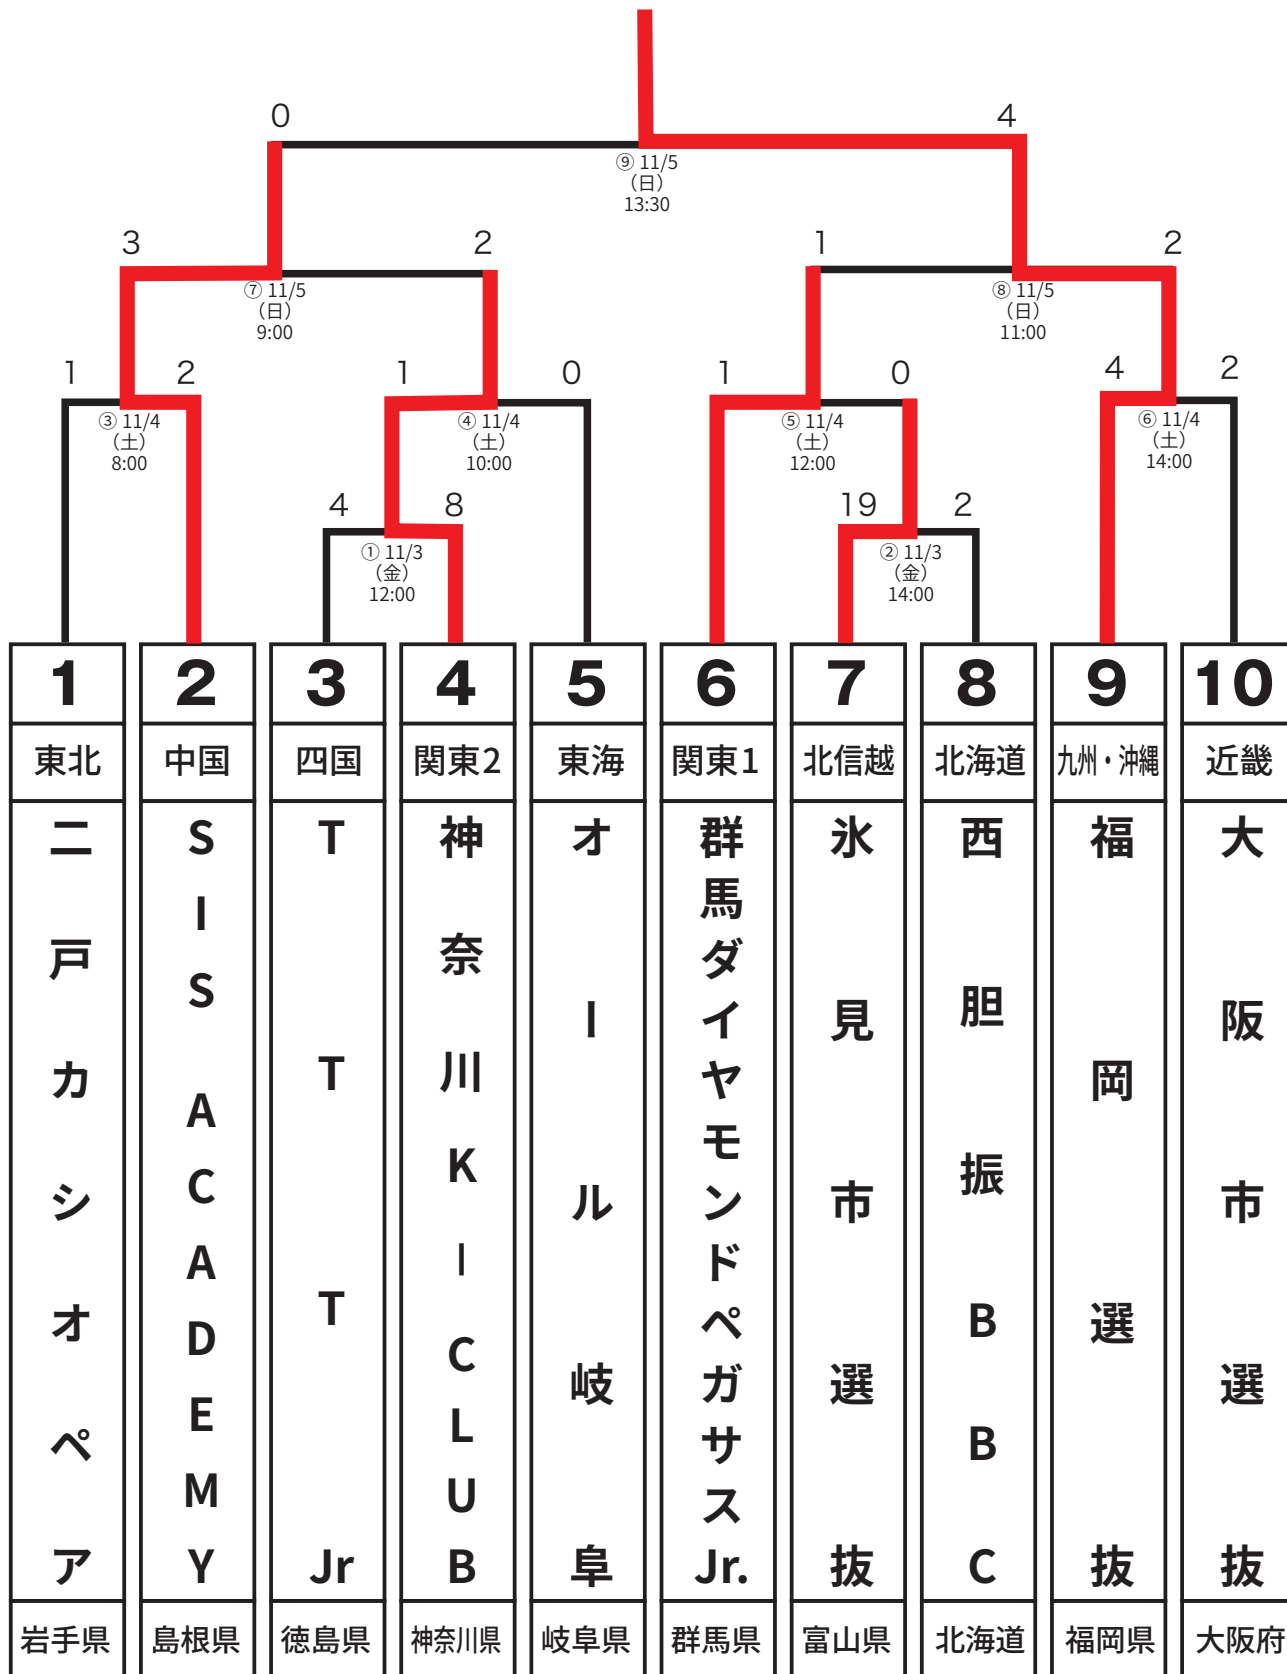 0
4
⑨ 11/5
（日）
13:30
3
2
1
2
⑦ 11/5
（日）
9:00
⑧ 11/5
（日）
11:00
1
2
1
0
1
0
4
2
③ 11/4
（土）
8:00
④ 11/4
（土）
10:00
⑤ 11/4
（土）
12:00
⑥ 11/4
（土）
14:00
4
8
19
2
① 11/3
（金）
12:00
② 11/3
（金）
14:00
1
2
3
4
5
6
7
8
9
10
東北
中国
四国
関東2
東海
関東1
北信越
北海道
九州・沖縄
近畿
二戸カシオペア
SIS ACADEMY
TTTJr
神奈川K－CLUB
オール岐阜
群馬ダイヤモンドペガサスJr.
氷見市選抜
西胆振BBC
福岡選抜
大阪市選抜
岩手県
島根県
徳島県
神奈川県
岐阜県
群馬県
富山県
北海道
福岡県
大阪府